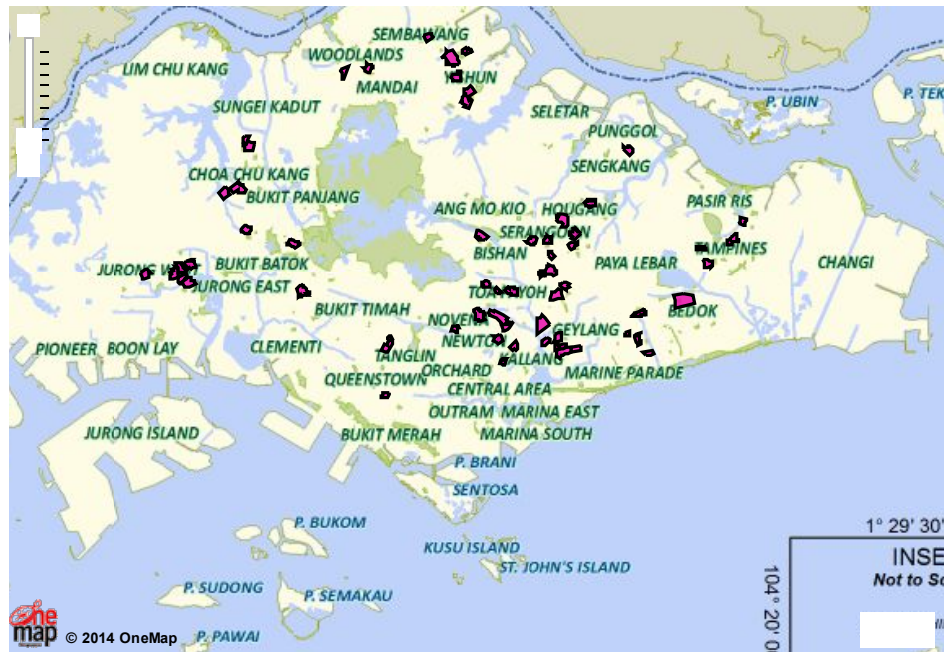 SEMBAWANG
WOODLANDS
LIM CHU KANG
YISHUN
MANDAI
P. UBIN
P. TEK
SUNGEI KADUT
SELETAR
PUNGGOL
SENGKANG
CHOA CHU KANG
BUKIT PANJANG
PASIR RIS
ANG MO KIO
HOUGANG
SERANGOON
TAMPINES
BISHAN
PAYA LEBAR
CHANGI
BUKIT BATOK
JURONG WEST
JURONG EAST
TOA PAYOH
BUKIT TIMAH
BEDOK
NOVENA
GEYLANG
NEWTON
PIONEER
BOON LAY
CLEMENTI
TANGLIN
KALLANG
ORCHARD
MARINE PARADE
QUEENSTOWN
CENTRAL AREA
OUTRAM
MARINA EAST
JURONG ISLAND
BUKIT MERAH
MARINA SOUTH
P. BRANI
SENTOSA
P. BUKOM
1° 29' 30'
KUSU ISLAND
INSE
ST. JOHN'S ISLAND
Not to Sc
104° 20' 0
P. SUDONG
P. SEMAKAU
One
map
© 2014 OneMap
P. PAWAI